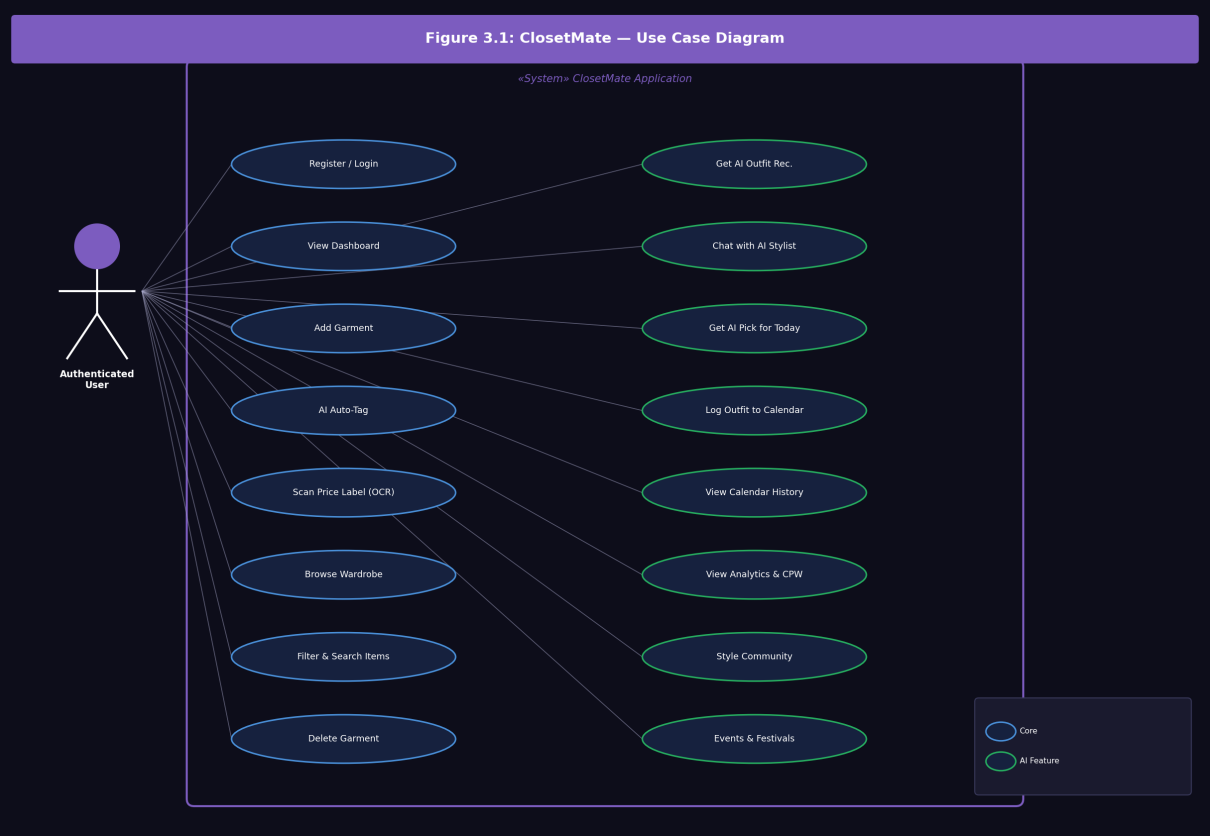 Figure 3.1: ClosetMate — Use Case Diagram
«System» ClosetMate Application
Authenticated
User
Register / Login
View Dashboard
Add Garment
AI Auto-Tag
Scan Price Label (OCR)
Browse Wardrobe
Filter & Search Items
Delete Garment
Get AI Outfit Rec.
Chat with AI Stylist
Get AI Pick for Today
Log Outfit to Calendar
View Calendar History
View Analytics & CPW
Style Community
Events & Festivals
Core
AI Feature